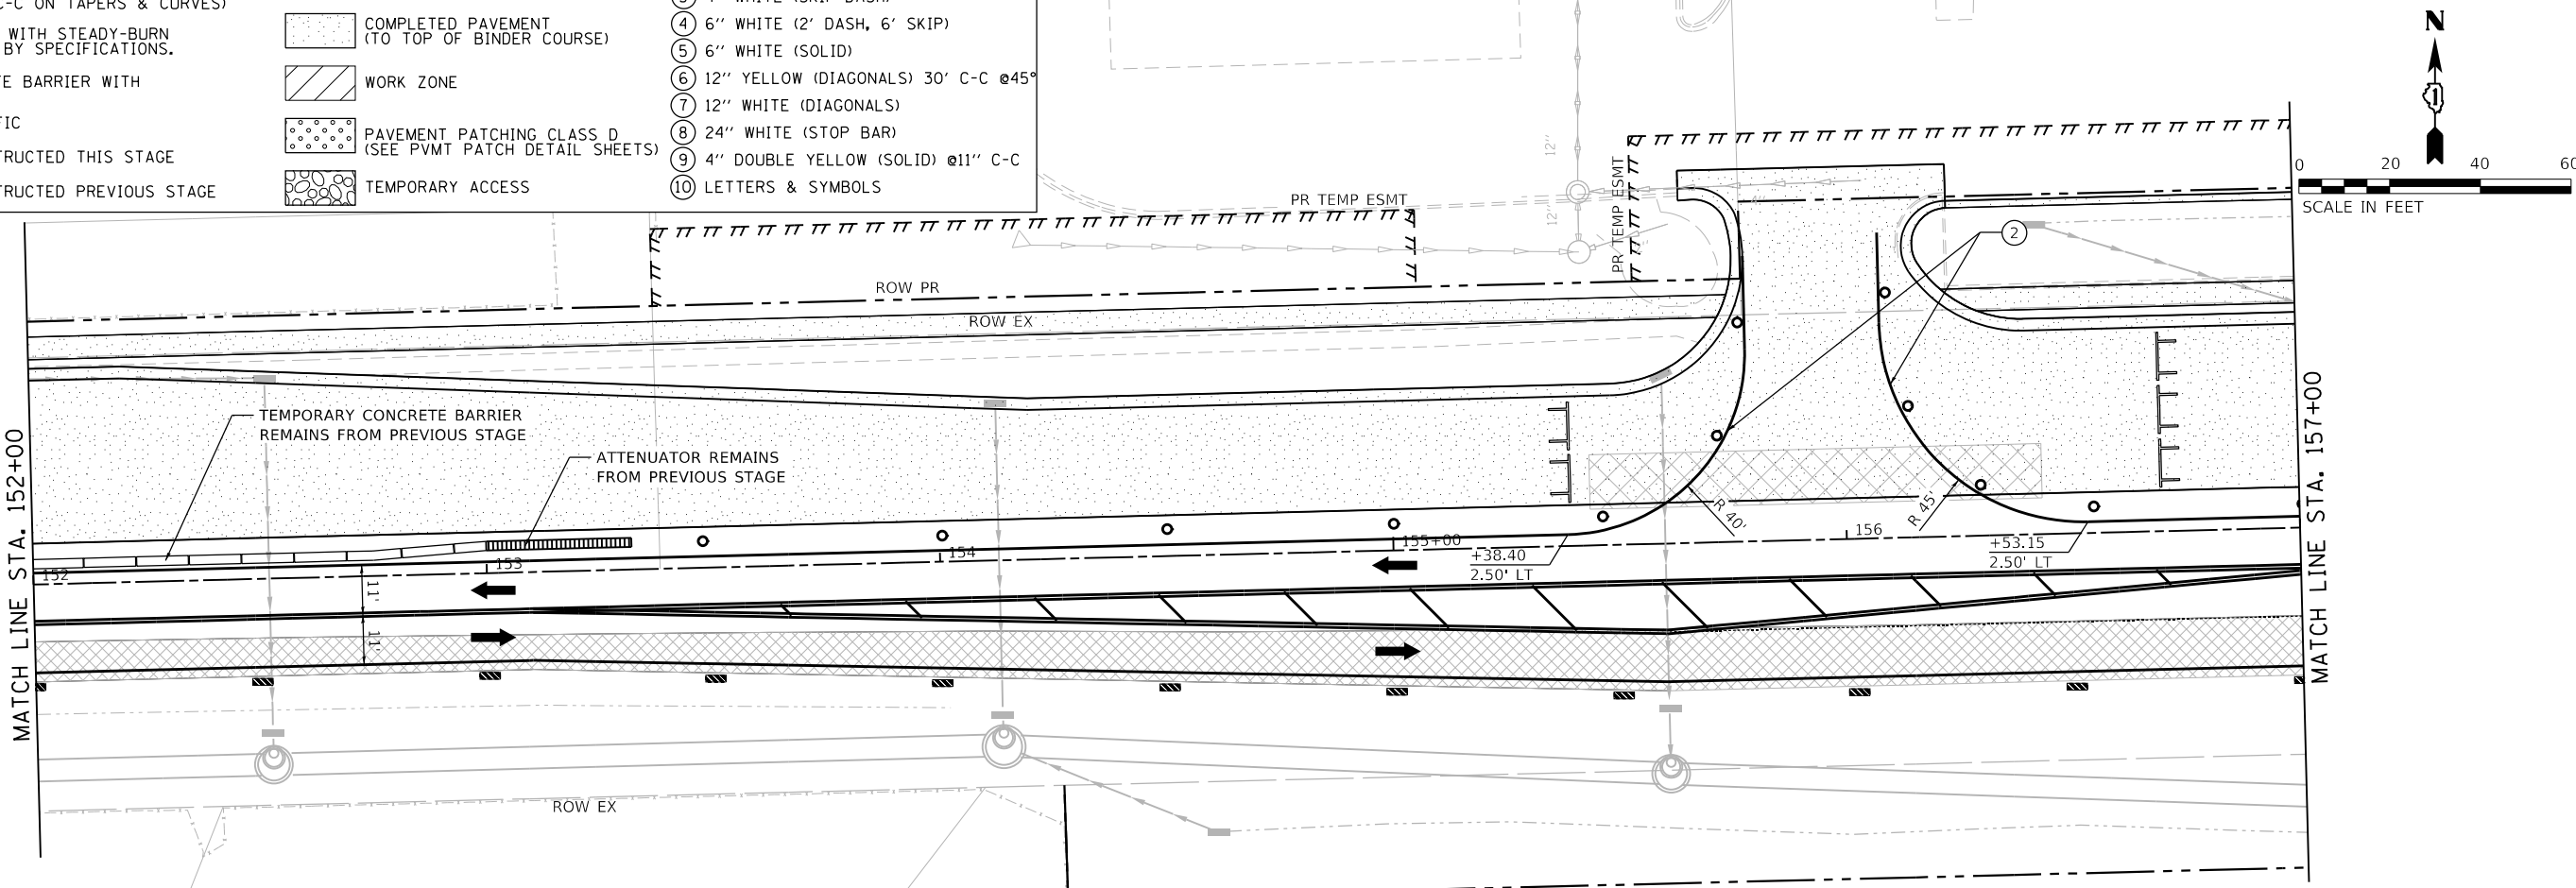 C-C ON TAPERS & CURVES)
WITH STEADY-BURN
BY SPECIFICATIONS.
BARRIER WITH
COMPLETED PAVEMENT
(TO TOP OF BINDER COURSE)
WORK ZONE
PAVEMENT PATCHING CLASS D
(SEE PVMT PATCH DETAIL SHEETS)
TEMPORARY ACCESS
THIS STAGE
PREVIOUS STAGE
4 6'' WHITE (2' DASH, 6' SKIP)
5 6'' WHITE (SOLID)
6 12'' YELLOW (DIAGONALS) 30' C-C @45°
7 12'' WHITE (DIAGONALS)
8 24'' WHITE (STOP BAR)
9 4'' DOUBLE YELLOW (SOLID) @11'' C-C
10 LETTERS & SYMBOLS
N
1
0 20 40 60
SCALE IN FEET
12''
12''
PR TEMP ESMT
PR TEMP ESMT
2
ROW PR
ROW EX
TEMPORARY CONCRETE BARRIER
REMAINS FROM PREVIOUS STAGE
ATTENUATOR REMAINS
FROM PREVIOUS STAGE
MATCH LINE STA. 152+00
MATCH LINE STA. 157+00
R 40'
R 45'
152
153
154
155+00
156
+38.40
2.50' LT
+53.15
2.50' LT
11'
11'
ROW EX